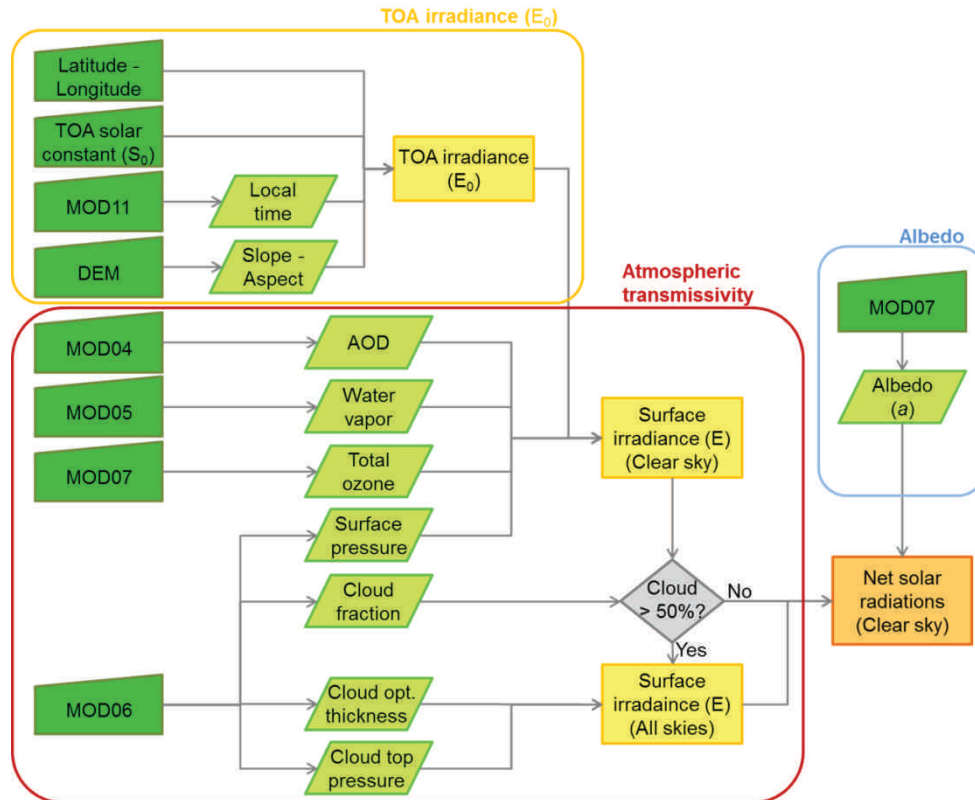 TOA irradiance (E₀)
Latitude -
Longitude
TOA solar
constant (S₀)
TOA irradiance
(E₀)
MOD11
Local
time
DEM
Slope -
Aspect
Albedo
MOD07
Albedo
(a)
Atmospheric
transmissivity
MOD04
AOD
MOD05
Water
vapor
MOD07
Total
ozone
Surface
irradiance (E)
(Clear sky)
Surface
pressure
Cloud
fraction
Cloud
> 50%?
No
Yes
Net solar
radiations
(Clear sky)
MOD06
Cloud opt.
thickness
Cloud top
pressure
Surface
irradaince (E)
(All skies)